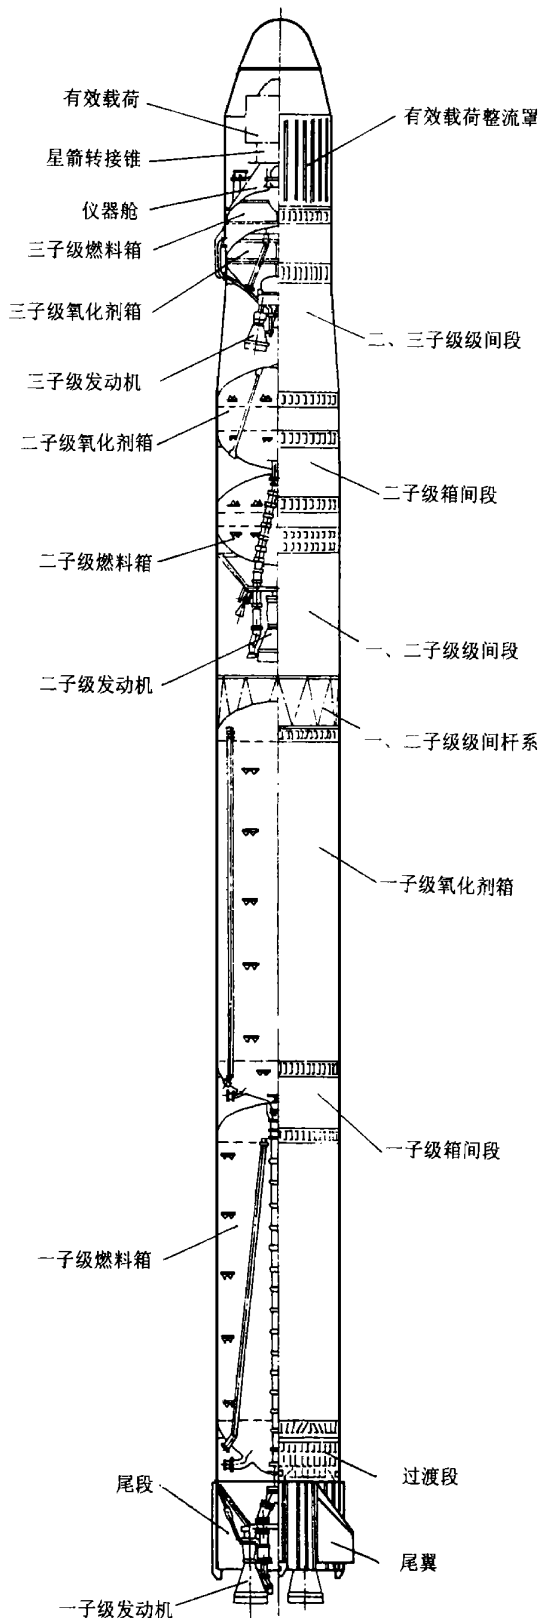 有效载荷
有效载荷整流罩
星箭转接锥
仪器舱
三子级燃料箱
三子级氧化剂箱
二、三子级级间段
三子级发动机
二子级氧化剂箱
二子级箱间段
二子级燃料箱
一、二子级级间段
二子级发动机
一、二子级级间杆系
一子级氧化剂箱
一子级箱间段
一子级燃料箱
过渡段
尾段
尾翼
一子级发动机